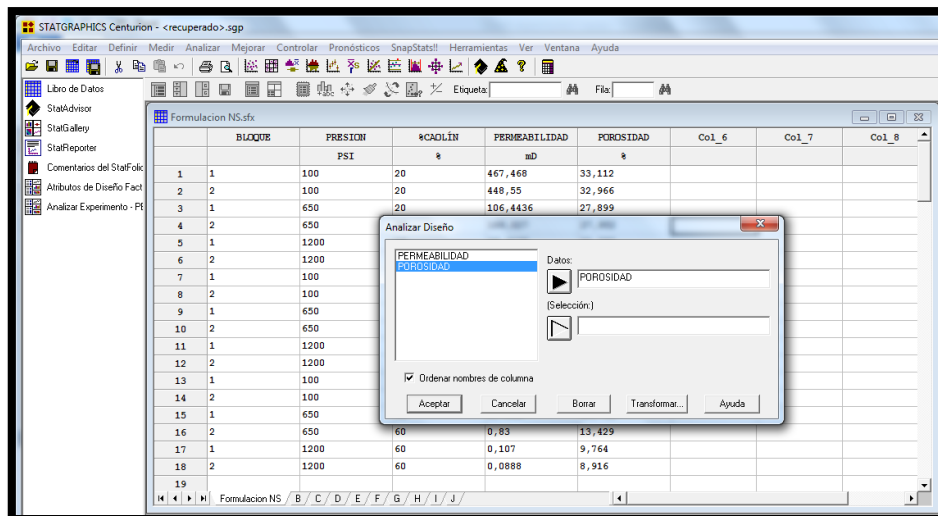 STATGRAPHICS Centurion - <recuperado>.sgp
Archivo Editar Definir Medir Analizar Mejorar Controlar Pronósticos SnapStats!! Herramientas Ver Ventana Ayuda
Etiqueta: Fila:
Libro de Datos
StatAdvisor
StatGallery
StatReporter
Comentarios del StatFolio
Atributos de Diseño Fact
Analizar Experimento - PE
Formulacion NS.sfx
BLOQUE PRESION %CAOLÍN PERMEABILIDAD POROSIDAD Col_6 Col_7 Col_8
PSI % mD %
1 1 100 20 467,468 33,112
2 2 100 20 448,55 32,966
3 1 650 20 106,4436 27,899
4 2 650
5 1 1200
6 2 1200
7 1 100
8 2 100
9 1 650
10 2 650
11 1 1200
12 2 1200
13 1 100
14 2 100
15 1 650
16 2 650 60 0,83 13,429
17 1 1200 60 0,107 9,764
18 2 1200 60 0,0888 8,916
19
Analizar Diseño
PERMEABILIDAD
POROSIDAD
Datos:
POROSIDAD
(Selección:)
Ordenar nombres de columna
Aceptar Cancelar Borrar Transformar... Ayuda
Formulacion NS B C D E F G H I J